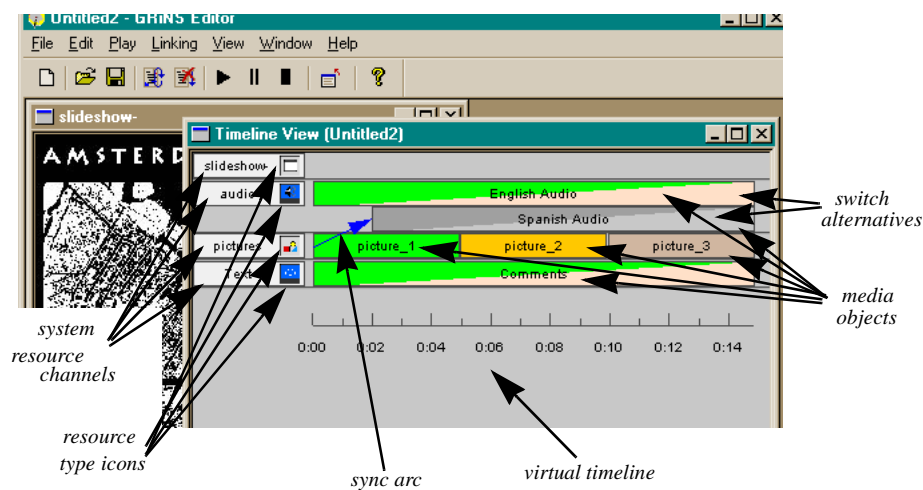 Untitled2 - GRiNS Editor
File Edit Play Linking View Window Help
slideshow-
Timeline View (Untitled2)
AMSTERD
slideshow-
audio
English Audio
switch
alternatives
Spanish Audio
pictures
picture_1
picture_2
picture_3
Text
Comments
media
objects
system
resource
channels
0:00 0:02 0:04 0:06 0:08 0:10 0:12 0:14
resource
type icons
sync arc
virtual timeline